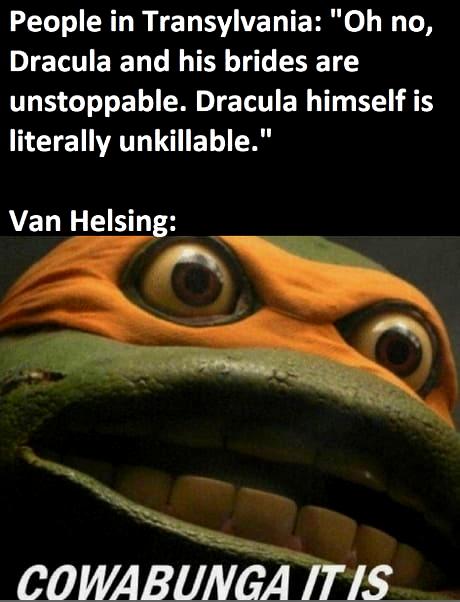 People in Transylvania: "Oh no,
Dracula and his brides are
unstoppable. Dracula himself is
literally unkillable."
Van Helsing:
COWABUNGA IT IS